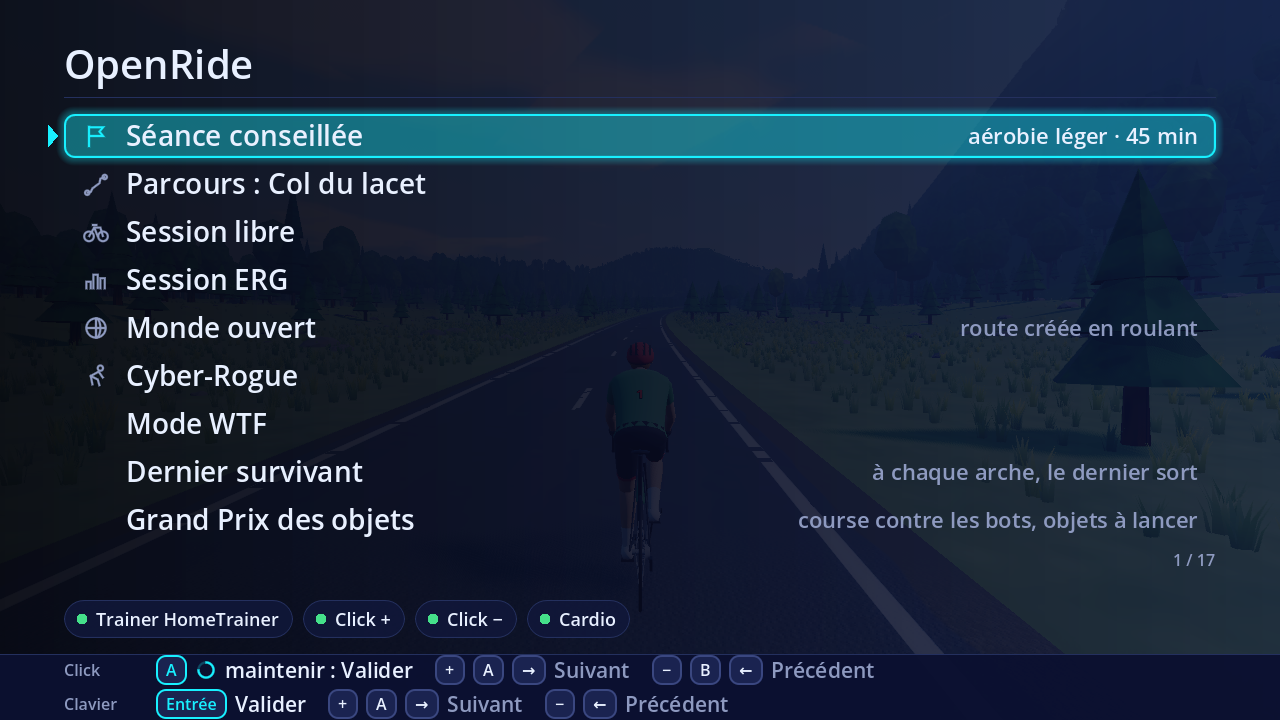 OpenRide
Séance conseillée aérobie léger · 45 min
Parcours : Col du lacet
Session libre
Session ERG
Monde ouvert route créée en roulant
Cyber-Rogue
Mode WTF
Dernier survivant à chaque arche, le dernier sort
Grand Prix des objets course contre les bots, objets à lancer
1 / 17
Trainer HomeTrainer Click + Click − Cardio
Click A maintenir : Valider + A → Suivant − B ← Précédent
Clavier Entrée Valider + A → Suivant − ← Précédent